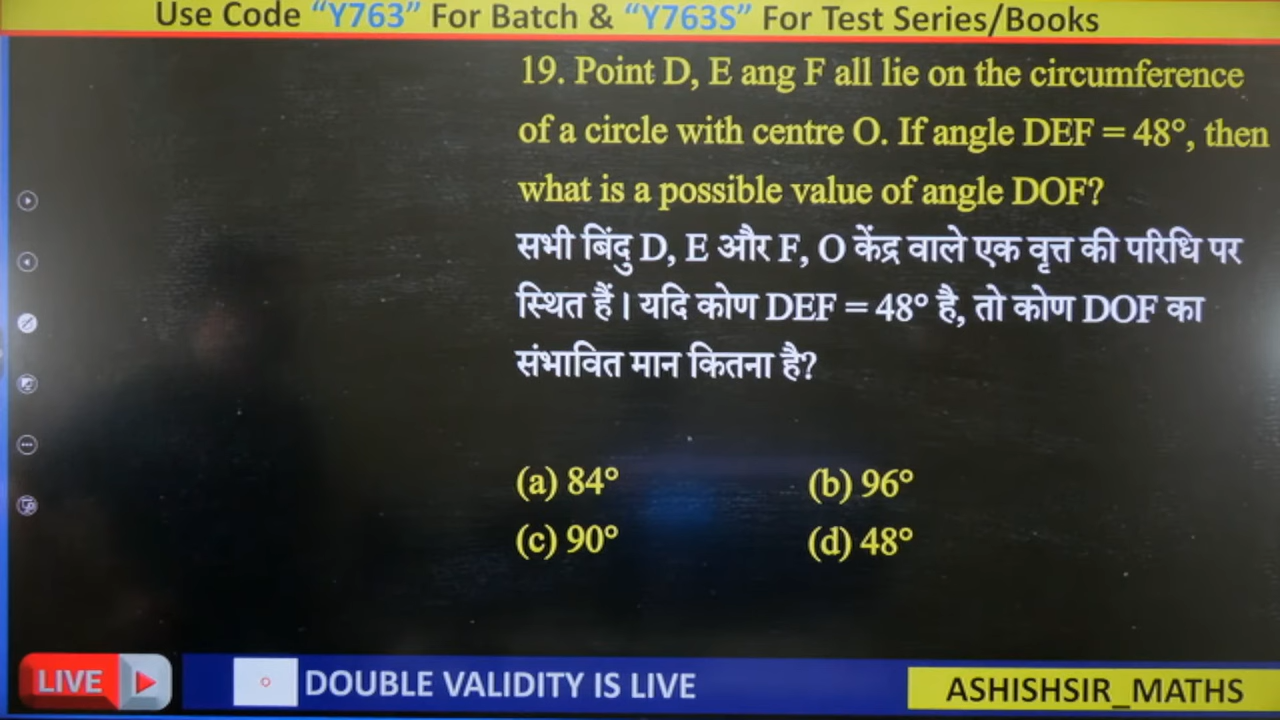 Use Code “Y763” For Batch & “Y763S” For Test Series/Books
19. Point D, E ang F all lie on the circumference
of a circle with centre O. If angle DEF = 48°, then
what is a possible value of angle DOF?
सभी बिंदु D, E और F, O केंद्र वाले एक वृत्त की परिधि पर
स्थित हैं। यदि कोण DEF = 48° है, तो कोण DOF का
संभावित मान कितना है?
(a) 84° (b) 96°
(c) 90° (d) 48°
LIVE DOUBLE VALIDITY IS LIVE ASHISHSIR_MATHS